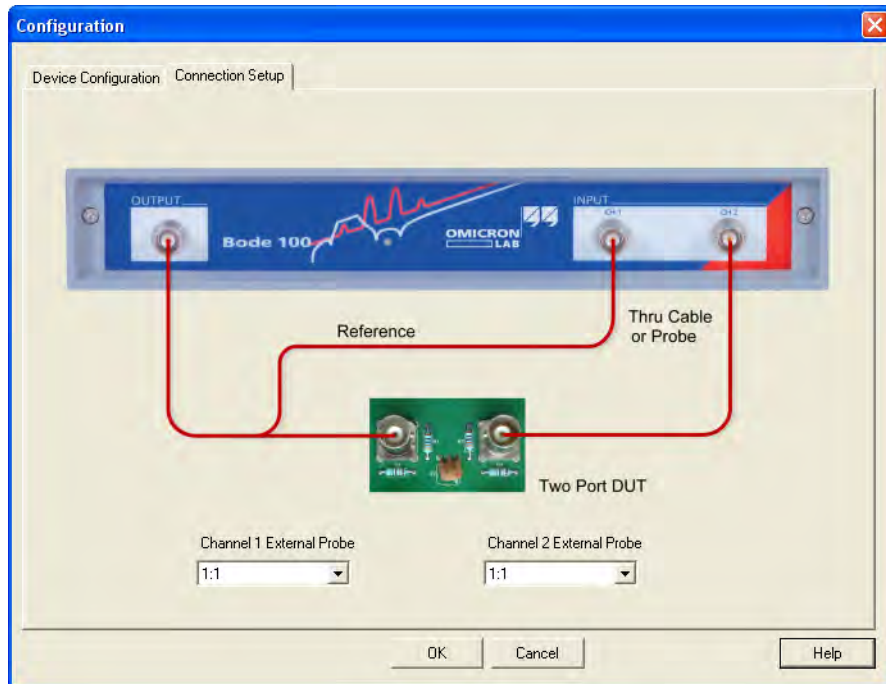 Configuration
Device Configuration
Connection Setup
OUTPUT
INPUT
CH 1
CH 2
Bode 100
OMICRON
LAB
Reference
Thru Cable
or Probe
Two Port DUT
Channel 1 External Probe
Channel 2 External Probe
1:1
1:1
OK
Cancel
Help